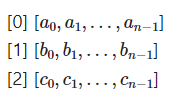 [0] [a₀, a₁, . . . , aₙ₋₁]
[1] [b₀, b₁, . . . , bₙ₋₁]
[2] [c₀, c₁, . . . , cₙ₋₁]